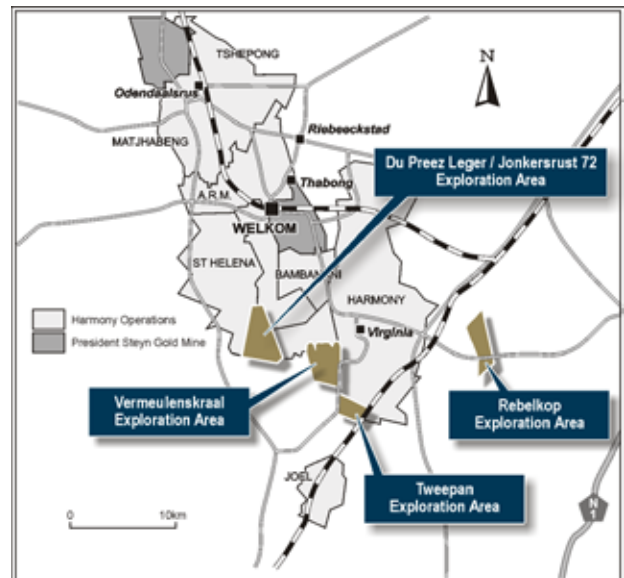 TSHEPONG
N
Odendaalsrus
Riebeeckstad
MATJHABENG
Du Preez Leger / Jonkersrust 72
Exploration Area
Thabong
A.R.M.
WELKOM
ST HELENA
BAMBANANI
HARMONY
Harmony Operations
President Steyn Gold Mine
Virginia
Vermeulenskraal
Exploration Area
Rebelkop
Exploration Area
JOEL
Tweepan
Exploration Area
0
10km
N
1